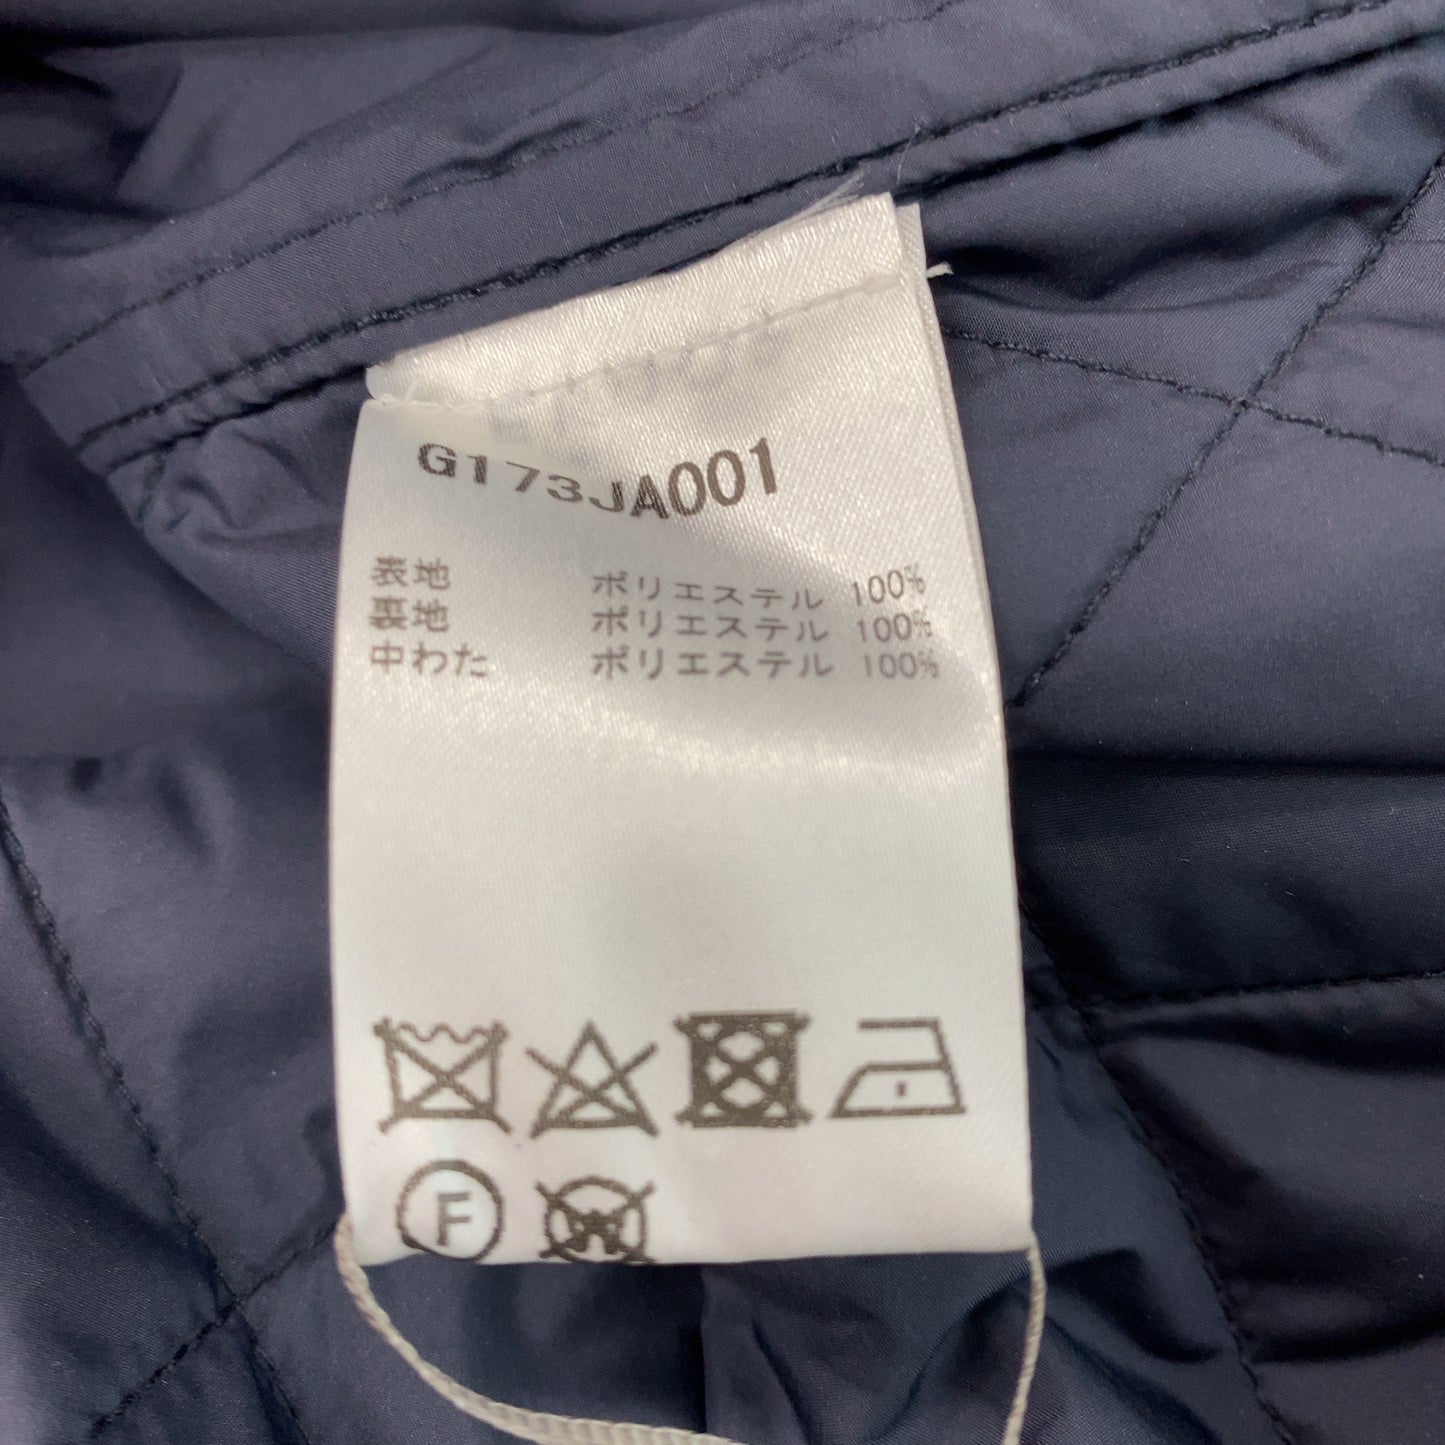 G173JA001
表地 ポリエステル 100%
裏地 ポリエステル 100%
中わた ポリエステル 100%
F